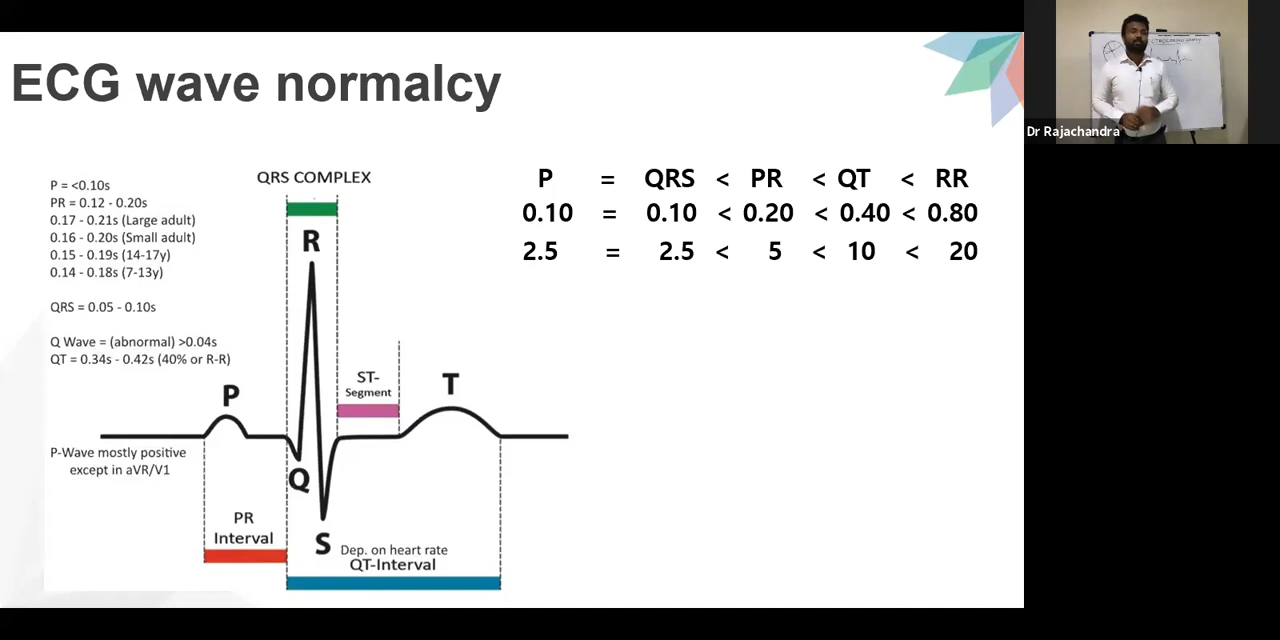 ECG wave normalcy
Dr Rajachandra
P = <0.10s
PR = 0.12 - 0.20s
0.17 - 0.21s (Large adult)
0.16 - 0.20s (Small adult)
0.15 - 0.19s (14-17y)
0.14 - 0.18s (7-13y)
QRS = 0.05 - 0.10s
Q Wave = (abnormal) >0.04s
QT = 0.34s - 0.42s (40% or R-R)
P-Wave mostly positive
except in aVR/V1
QRS COMPLEX
R
P
Q
S
ST-
Segment
T
PR
Interval
Dep. on heart rate
QT-Interval
P = QRS < PR < QT < RR
0.10 = 0.10 < 0.20 < 0.40 < 0.80
2.5 = 2.5 < 5 < 10 < 20